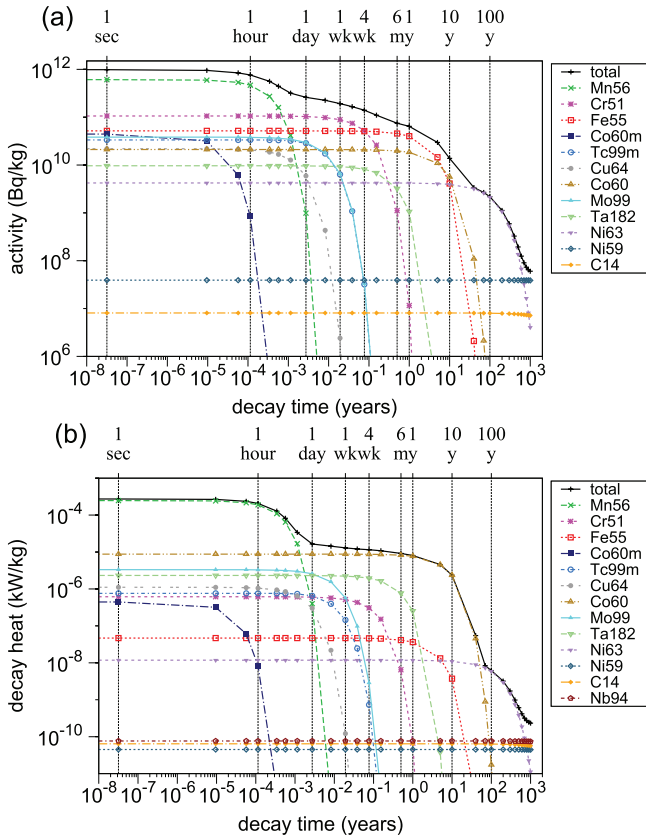 (a)
1 1 1 1 4 6 1 10 100
sec hour day wk wk m y y y
10^12
10^10
10^8
10^6
activity (Bq/kg)
10^-8 10^-7 10^-6 10^-5 10^-4 10^-3 10^-2 10^-1 10^0 10^1 10^2 10^3
decay time (years)
total
Mn56
Cr51
Fe55
Co60m
Tc99m
Cu64
Co60
Mo99
Ta182
Ni63
Ni59
C14
(b)
1 1 1 1 4 6 1 10 100
sec hour day wk wk m y y y
10^-4
10^-6
10^-8
10^-10
decay heat (kW/kg)
10^-8 10^-7 10^-6 10^-5 10^-4 10^-3 10^-2 10^-1 10^0 10^1 10^2 10^3
decay time (years)
total
Mn56
Cr51
Fe55
Co60m
Tc99m
Cu64
Co60
Mo99
Ta182
Ni63
Ni59
C14
Nb94